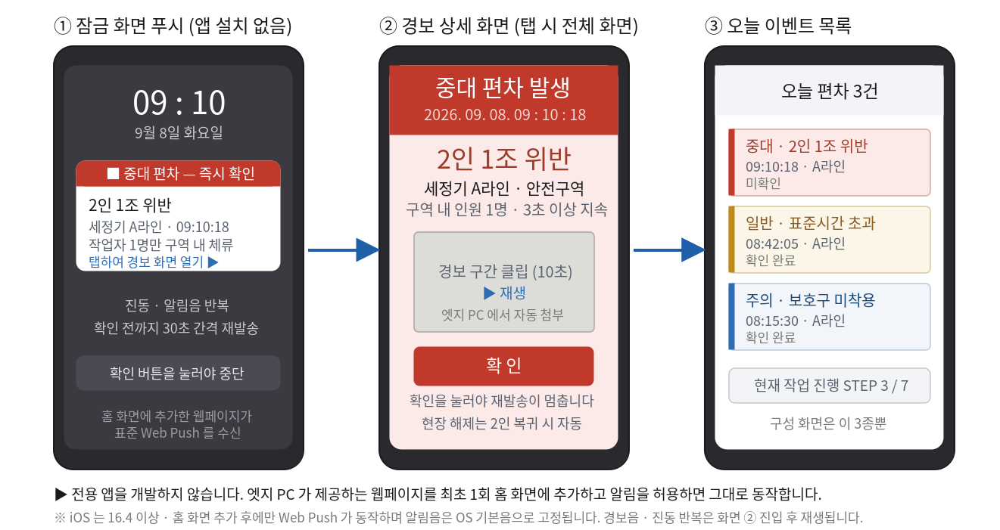 ① 잠금 화면 푸시 (앱 설치 없음)
09 : 10
9월 8일 화요일
■ 중대 편차 — 즉시 확인
2인 1조 위반
세정기 A라인 · 09:10:18
작업자 1명만 구역 내 체류
탭하여 경보 화면 열기 ▶
진동 · 알림음 반복
확인 전까지 30초 간격 재발송
확인 버튼을 눌러야 중단
홈 화면에 추가한 웹페이지가
표준 Web Push 를 수신
② 경보 상세 화면 (탭 시 전체 화면)
중대 편차 발생
2026. 09. 08. 09 : 10 : 18
2인 1조 위반
세정기 A라인 · 안전구역
구역 내 인원 1명 · 3초 이상 지속
경보 구간 클립 (10초)
▶ 재생
엣지 PC 에서 자동 첨부
확 인
확인을 눌러야 재발송이 멈춥니다
현장 해제는 2인 복귀 시 자동
③ 오늘 이벤트 목록
오늘 편차 3건
중대 · 2인 1조 위반
09:10:18 · A라인
미확인
일반 · 표준시간 초과
08:42:05 · A라인
확인 완료
주의 · 보호구 미착용
08:15:30 · A라인
확인 완료
현재 작업 진행 STEP 3 / 7
구성 화면은 이 3종뿐
▶ 전용 앱을 개발하지 않습니다. 엣지 PC 가 제공하는 웹페이지를 최초 1회 홈 화면에 추가하고 알림을 허용하면 그대로 동작합니다.
※ iOS 는 16.4 이상 · 홈 화면 추가 후에만 Web Push 가 동작하며 알림음은 OS 기본음으로 고정됩니다. 경보음 · 진동 반복은 화면 ② 진입 후 재생됩니다.